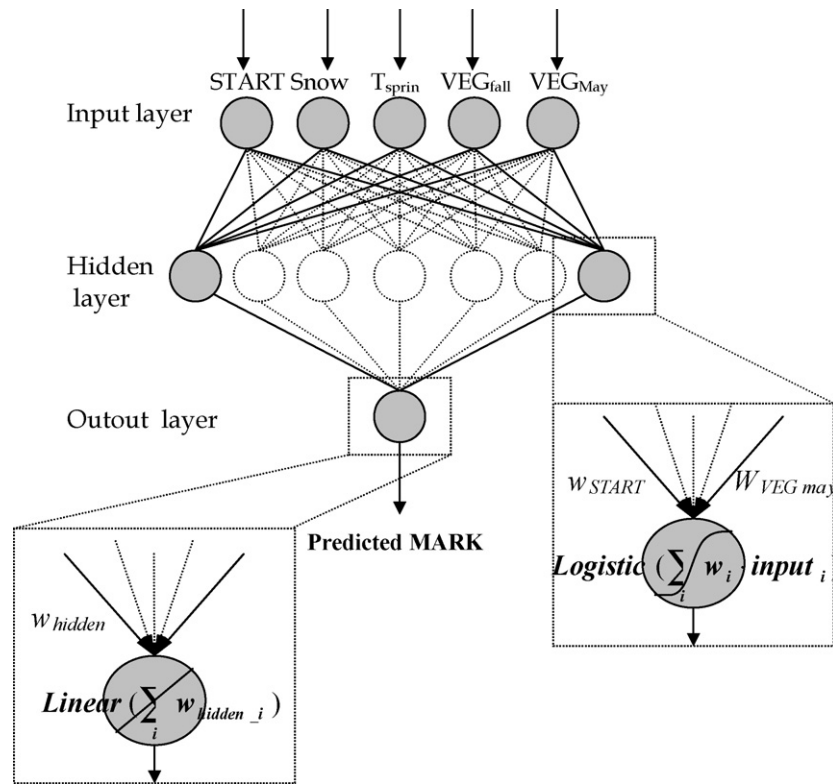 START Snow T_sprin VEG_fall VEG_May
Input layer
Hidden
layer
Outout layer
w_START W_VEG may
Predicted MARK
Logistic (∑_i w_i · input_i
w_hidden
Linear (∑_i w_hidden_i)